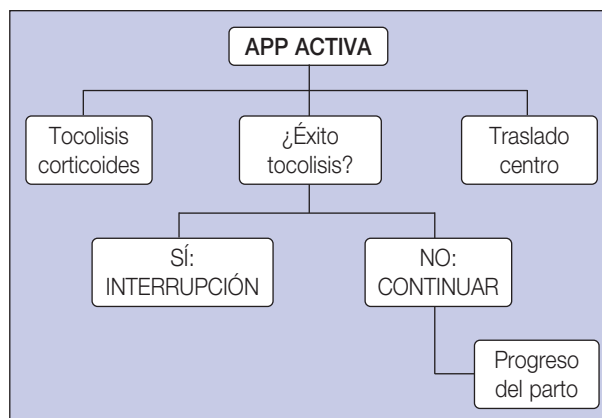 APP ACTIVA
Tocolisis
corticoides
¿Éxito
tocolisis?
Traslado
centro
SÍ:
INTERRUPCIÓN
NO:
CONTINUAR
Progreso
del parto